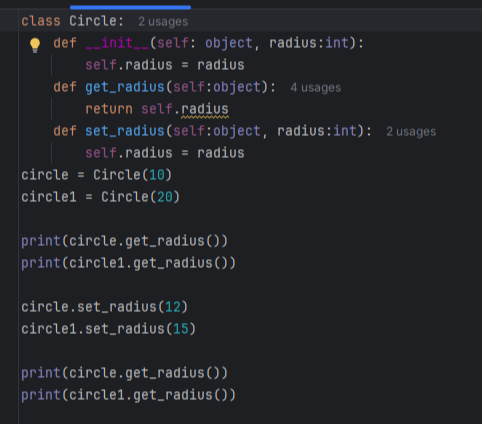 class Circle:  2 usages
    def __init__(self: object, radius:int):
        self.radius = radius
    def get_radius(self:object):  4 usages
        return self.radius
    def set_radius(self:object, radius:int):  2 usages
        self.radius = radius
circle = Circle(10)
circle1 = Circle(20)

print(circle.get_radius())
print(circle1.get_radius())

circle.set_radius(12)
circle1.set_radius(15)

print(circle.get_radius())
print(circle1.get_radius())